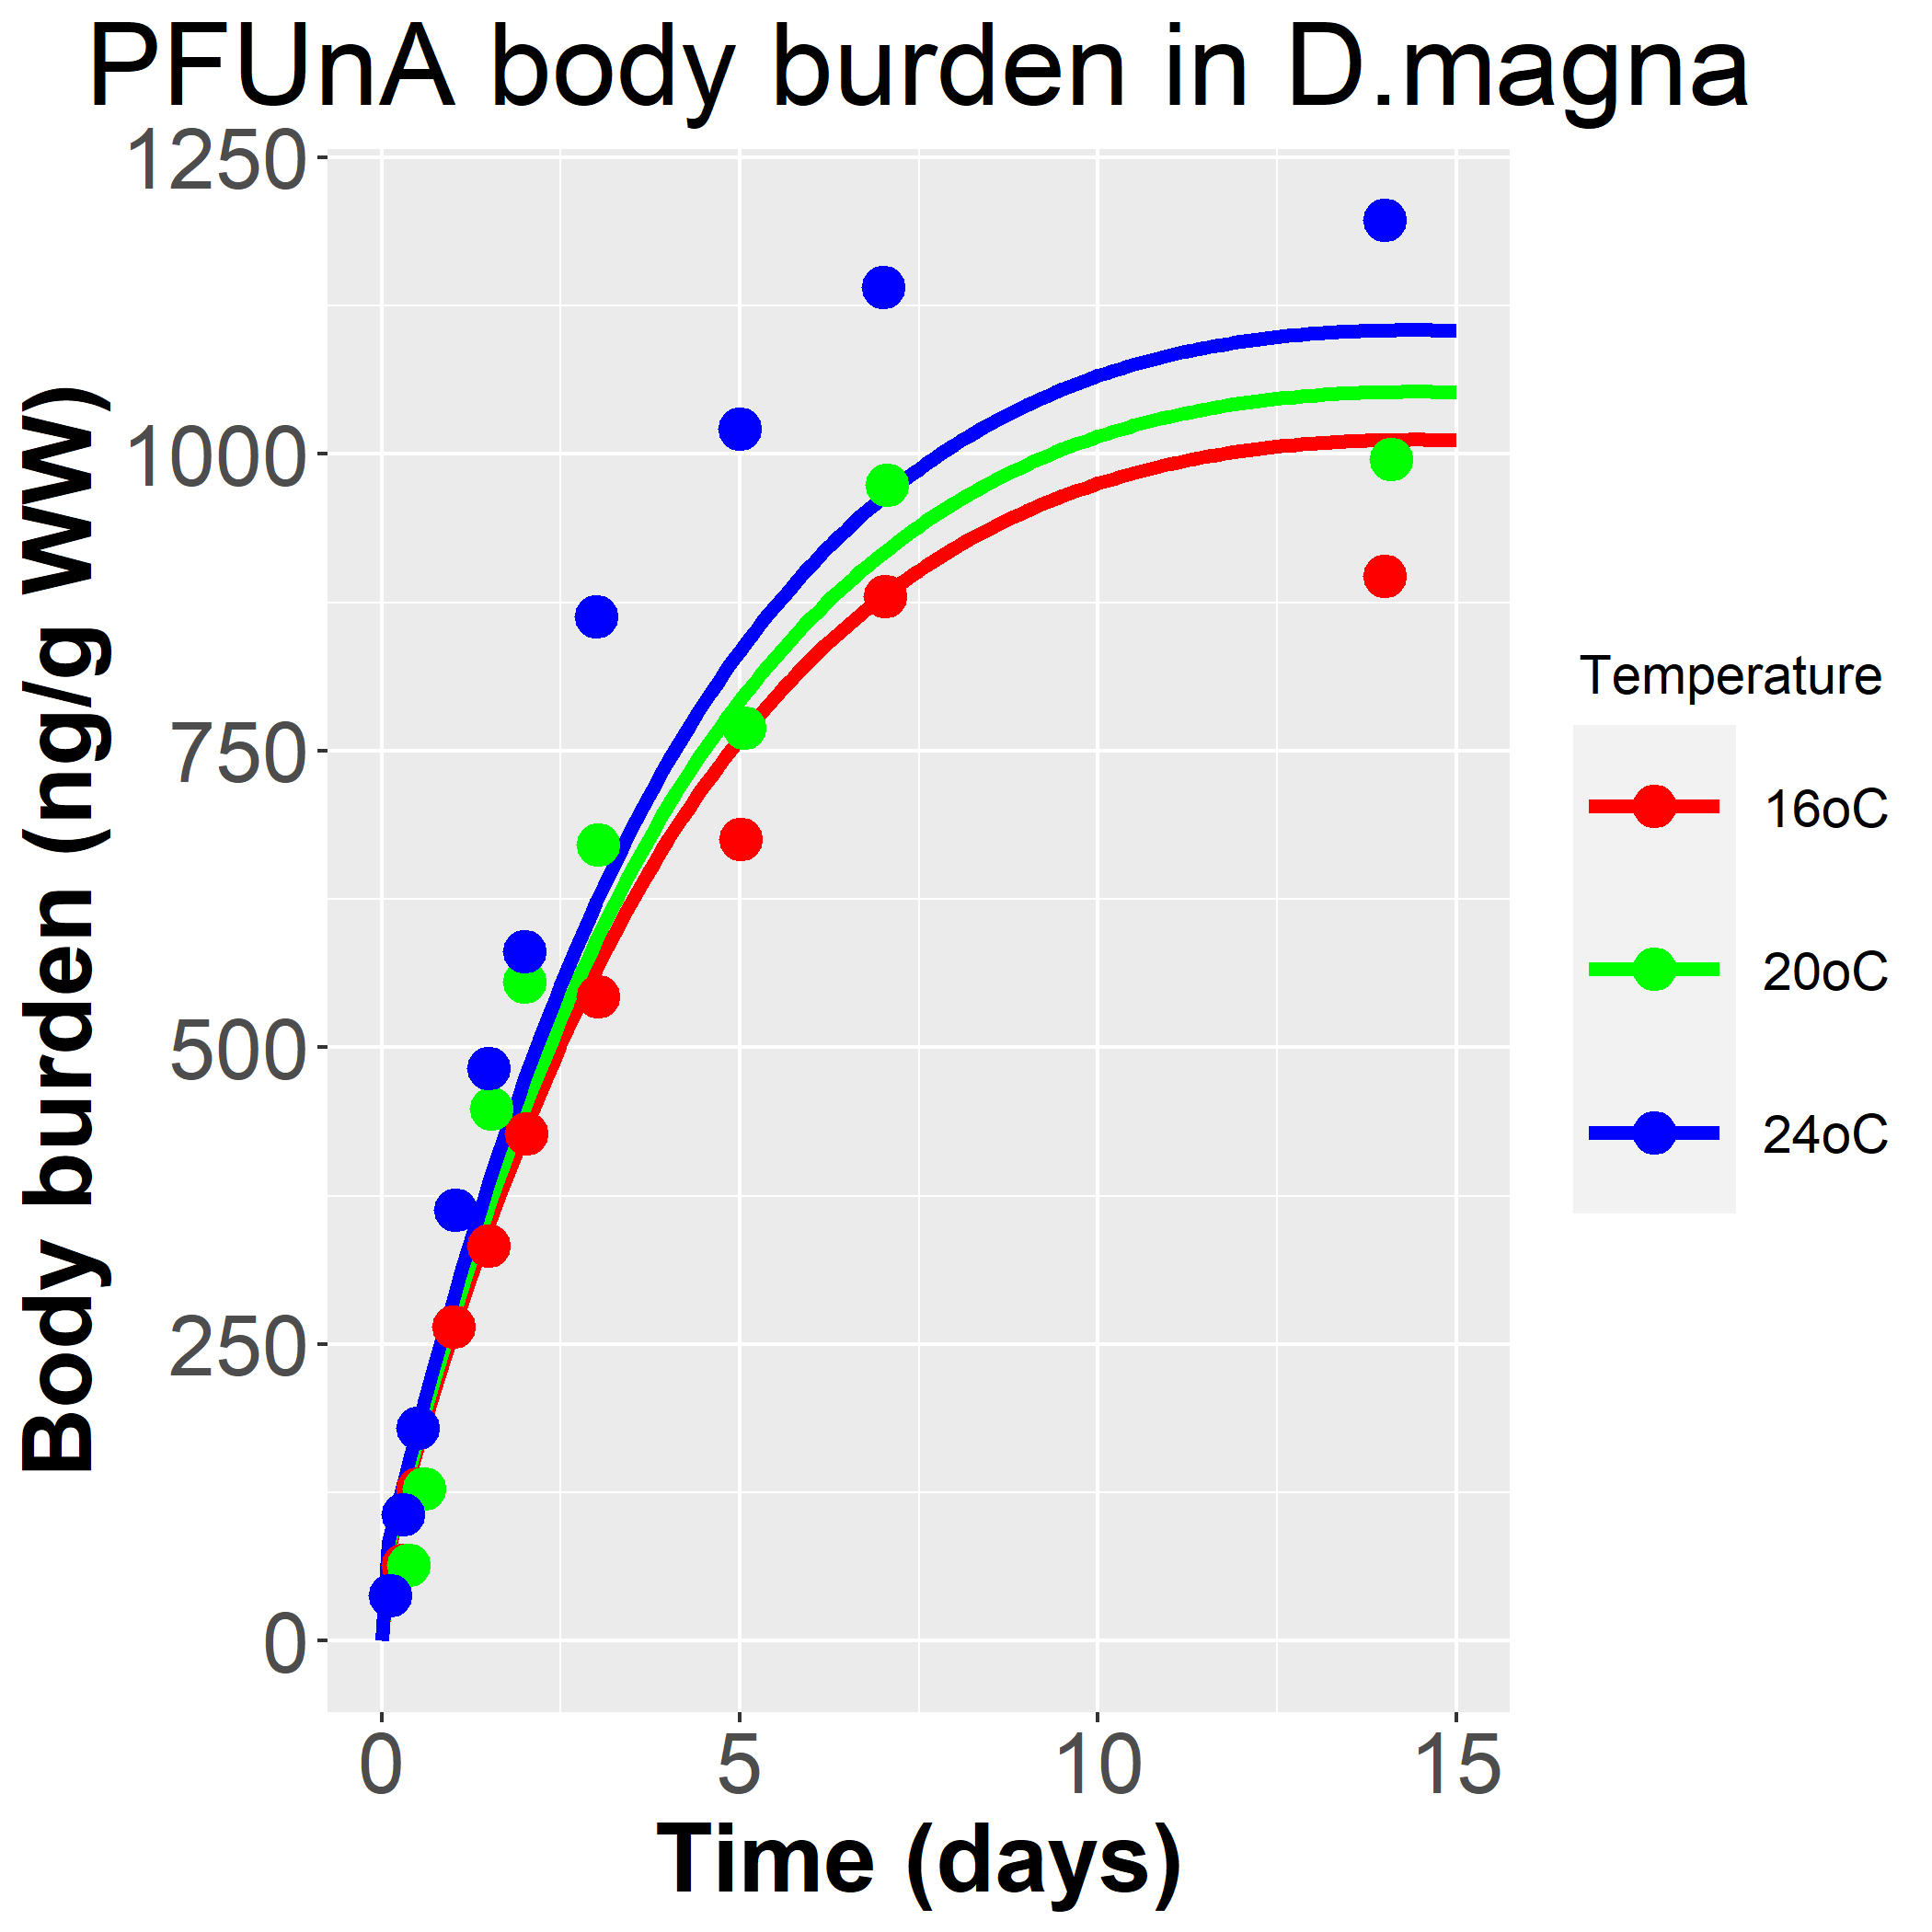 PFUnA body burden in D.magna
Body burden (ng/g WW)
1250
1000
750
500
250
0
0 5 10 15
Time (days)
Temperature
16oC
20oC
24oC